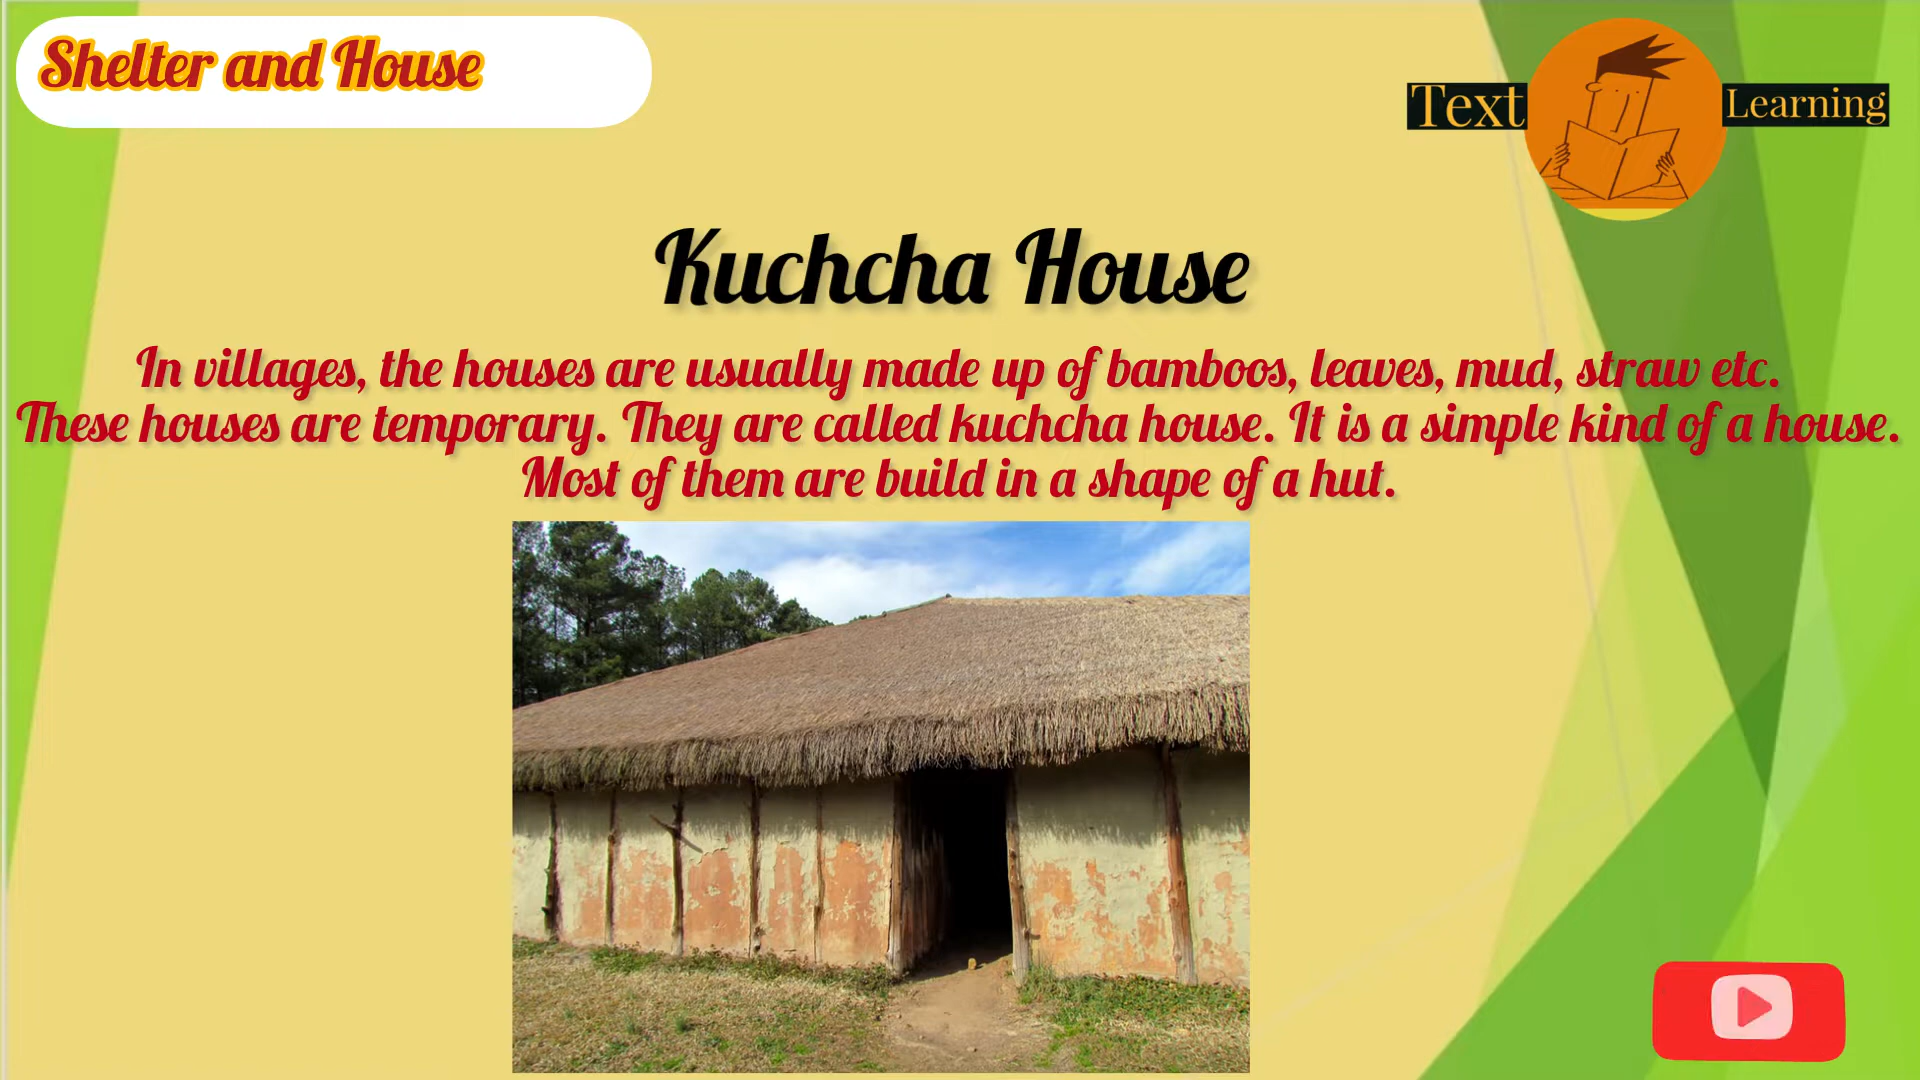 Shelter and House
Text Learning
Kuchcha House
In villages, the houses are usually made up of bamboos, leaves, mud, straw etc.
These houses are temporary. They are called kuchcha house. It is a simple kind of a house.
Most of them are build in a shape of a hut.